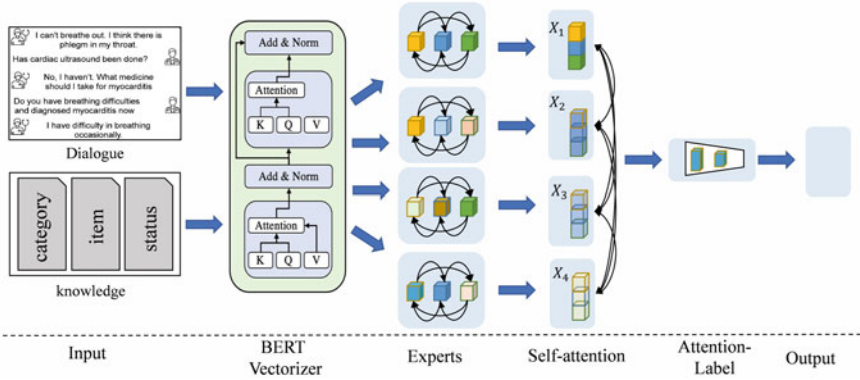 I can't breathe out. I think there is
phlegm in my throat.
Has cardiac ultrasound been done?
No, I haven't. What medicine
should I take for myocarditis
Do you have breathing difficulties
and diagnosed myocarditis now
I have difficulty in breathing
occasionally.
Dialogue
category
item
status
knowledge
Add & Norm
Attention
K Q V
Add & Norm
Attention
K Q V
X1
X2
X3
X4
Input
BERT
Vectorizer
Experts
Self-attention
Attention-
Label
Output